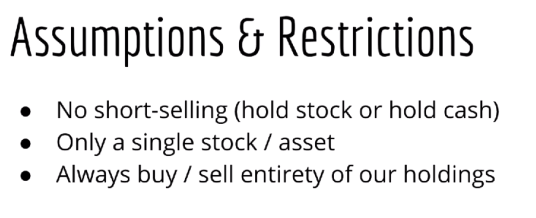 Assumptions & Restrictions
● No short-selling (hold stock or hold cash)
● Only a single stock / asset
● Always buy / sell entirety of our holdings